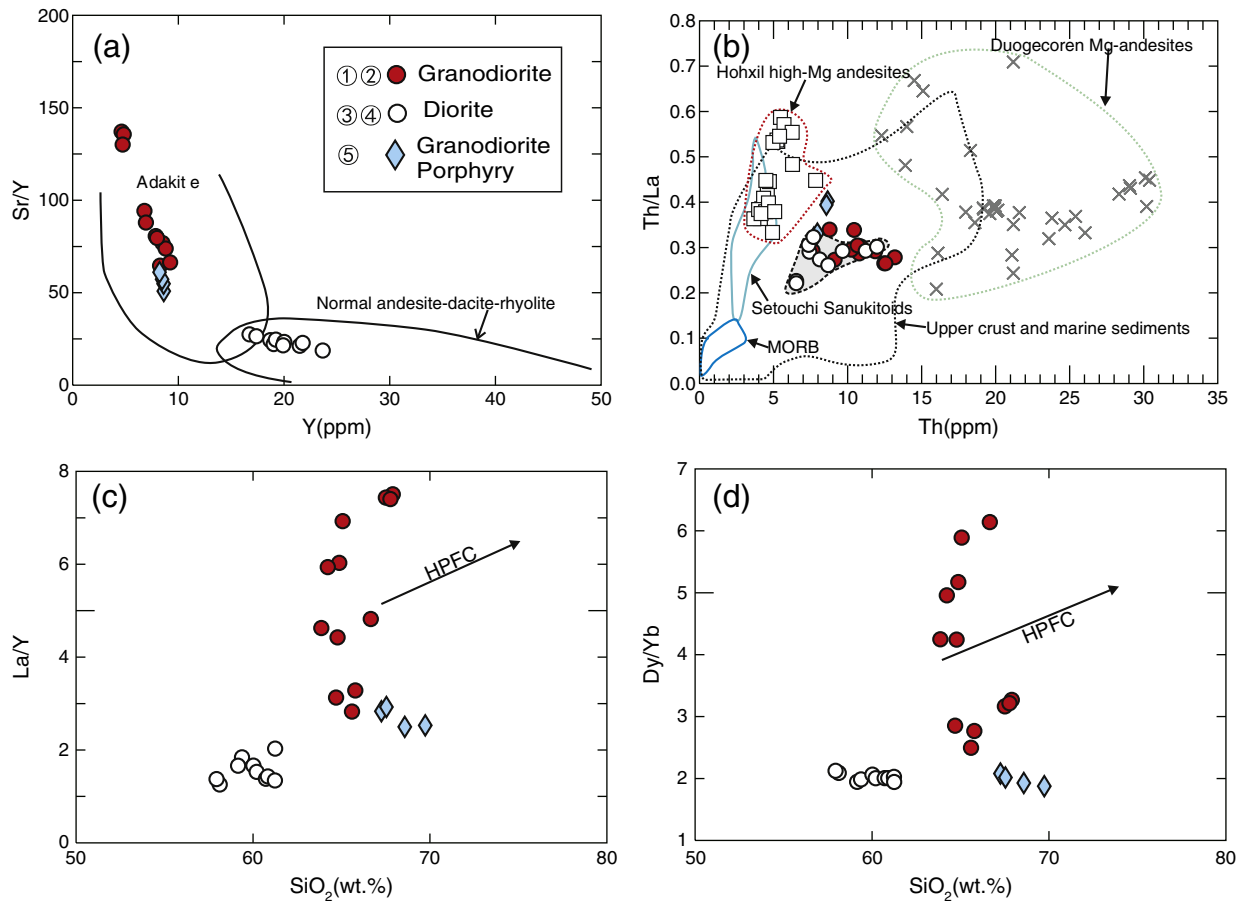 (a)
200
175
150
125
100
75
50
25
0
Sr/Y
0 10 20 30 40 50
Y(ppm)
Adakit e
Normal andesite-dacite-rhyolite
①② Granodiorite
③④ Diorite
⑤ Granodiorite
Porphyry
(b)
0.8
0.7
0.6
0.5
0.4
0.3
0.2
0.1
0.0
Th/La
0 5 10 15 20 25 30 35
Th(ppm)
Duogecoren Mg-andesites
Hohxil high-Mg andesites
Setouchi Sanukitoids
Upper crust and marine sediments
MORB
(c)
8
6
4
2
0
La/Y
50 60 70 80
SiO₂(wt.%)
HPFC
(d)
7
6
5
4
3
2
1
Dy/Yb
50 60 70 80
SiO₂(wt.%)
HPFC